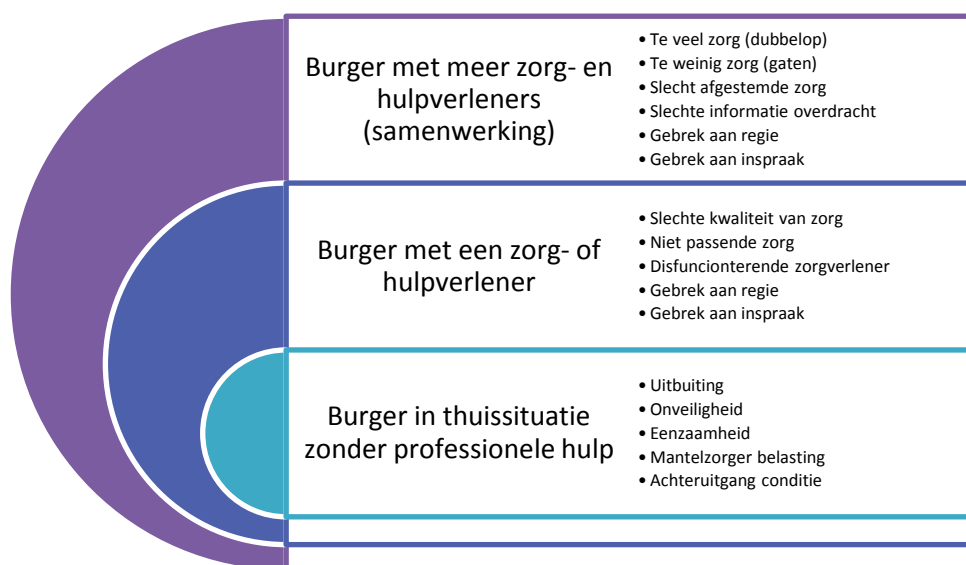 Burger met meer zorg- en
hulpverleners
(samenwerking)
• Te veel zorg (dubbelop)
• Te weinig zorg (gaten)
• Slecht afgestemde zorg
• Slechte informatie overdracht
• Gebrek aan regie
• Gebrek aan inspraak
Burger met een zorg- of
hulpverlener
• Slechte kwaliteit van zorg
• Niet passende zorg
• Disfuncionterende zorgverlener
• Gebrek aan regie
• Gebrek aan inspraak
Burger in thuissituatie
zonder professionele hulp
• Uitbuiting
• Onveiligheid
• Eenzaamheid
• Mantelzorger belasting
• Achteruitgang conditie